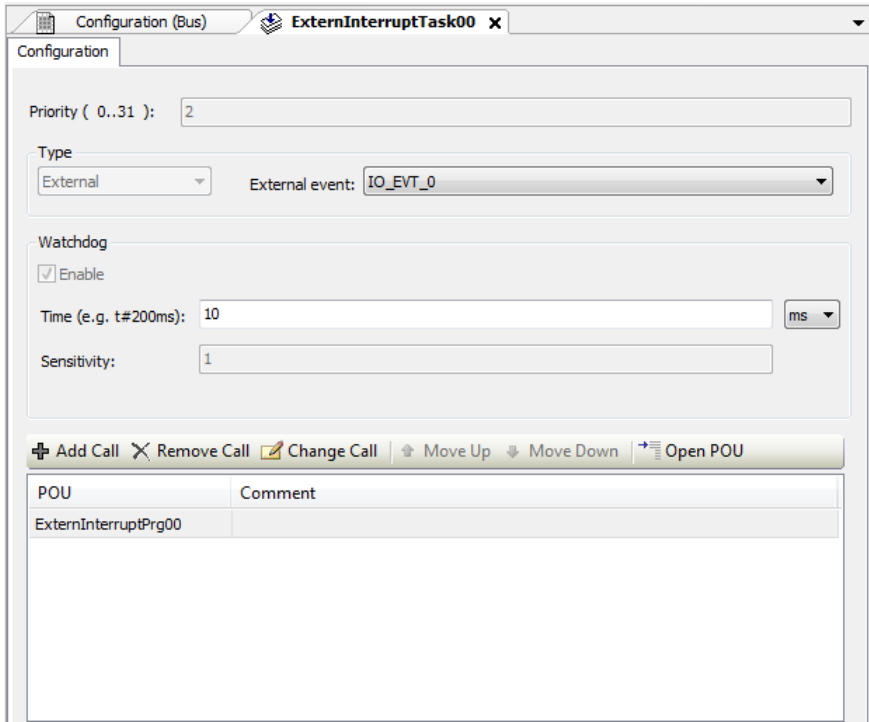 Configuration (Bus) ExternInterruptTask00 x
Configuration
Priority ( 0..31 ): 2
Type
External External event: IO_EVT_0
Watchdog
Enable
Time (e.g. t#200ms): 10 ms
Sensitivity: 1
Add Call Remove Call Change Call Move Up Move Down Open POU
POU Comment
ExternInterruptPrg00